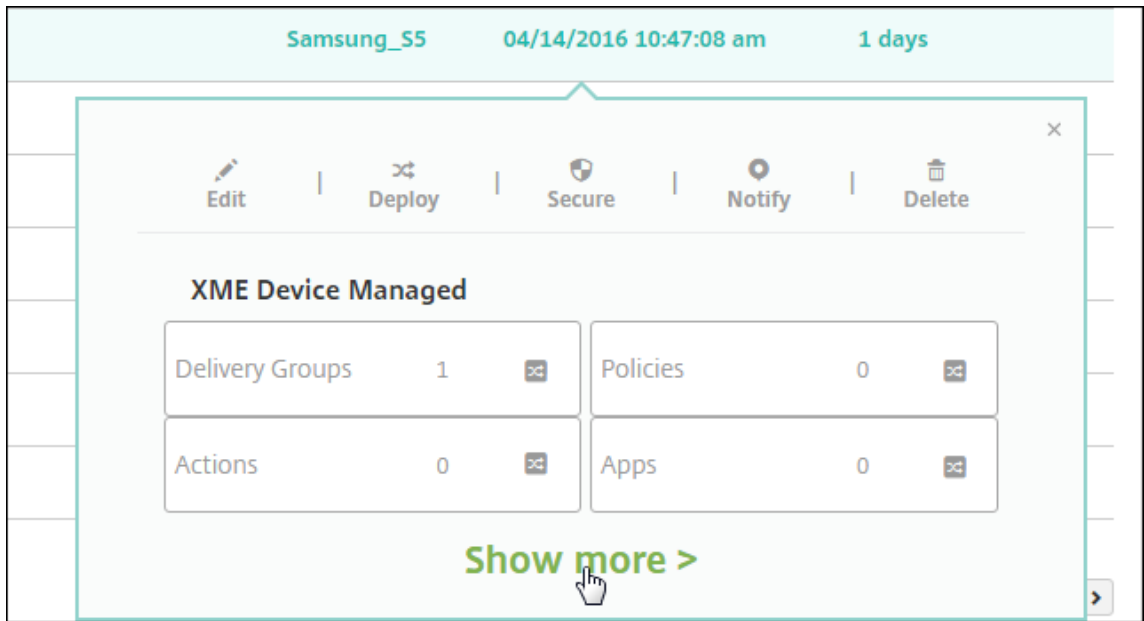 Samsung_S5 04/14/2016 10:47:08 am 1 days
Edit | Deploy | Secure | Notify | Delete
XME Device Managed
Delivery Groups 1 Policies 0
Actions 0 Apps 0
Show more >